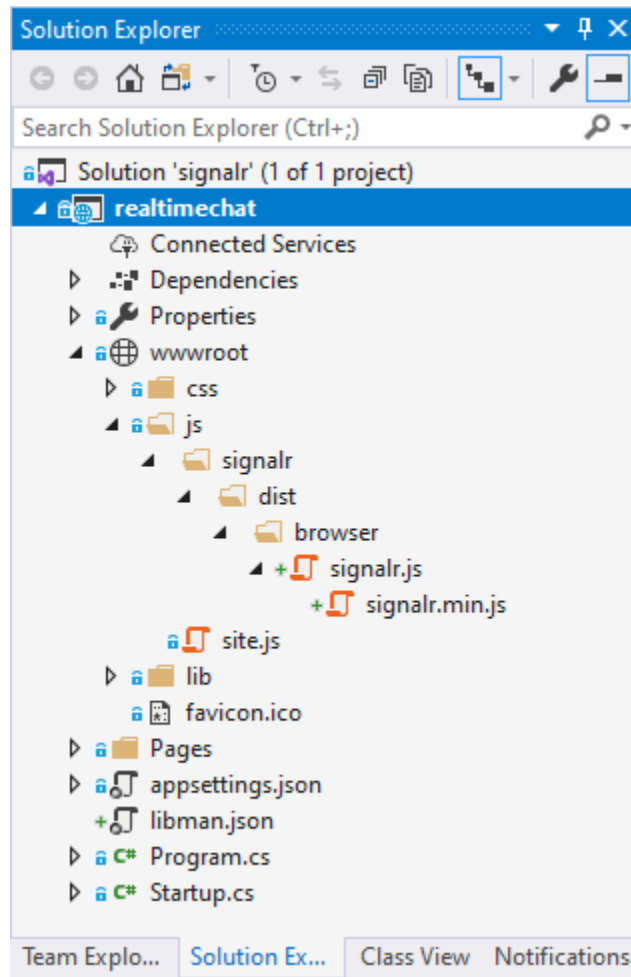 Solution Explorer
Search Solution Explorer (Ctrl+;)
Solution 'signalr' (1 of 1 project)
realtimechat
Connected Services
Dependencies
Properties
wwwroot
css
js
signalr
dist
browser
signalr.js
signalr.min.js
site.js
lib
favicon.ico
Pages
appsettings.json
libman.json
C# Program.cs
C# Startup.cs
Team Explo... Solution Ex... Class View Notifications